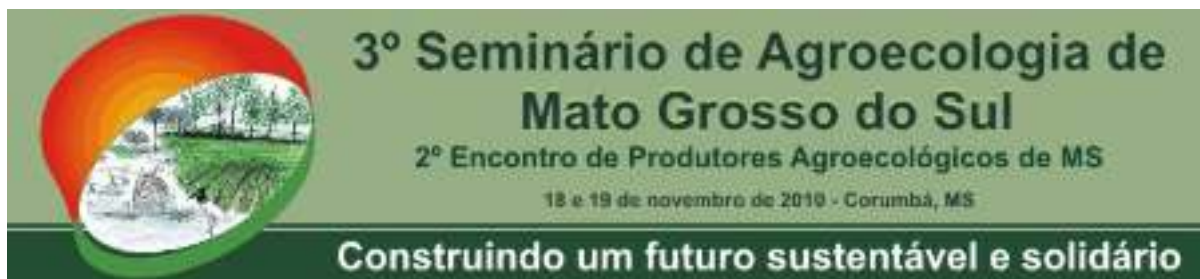 3º Seminário de Agroecologia de
Mato Grosso do Sul
2º Encontro de Produtores Agroecológicos de MS
18 e 19 de novembro de 2010 - Corumbá, MS
Construindo um futuro sustentável e solidário